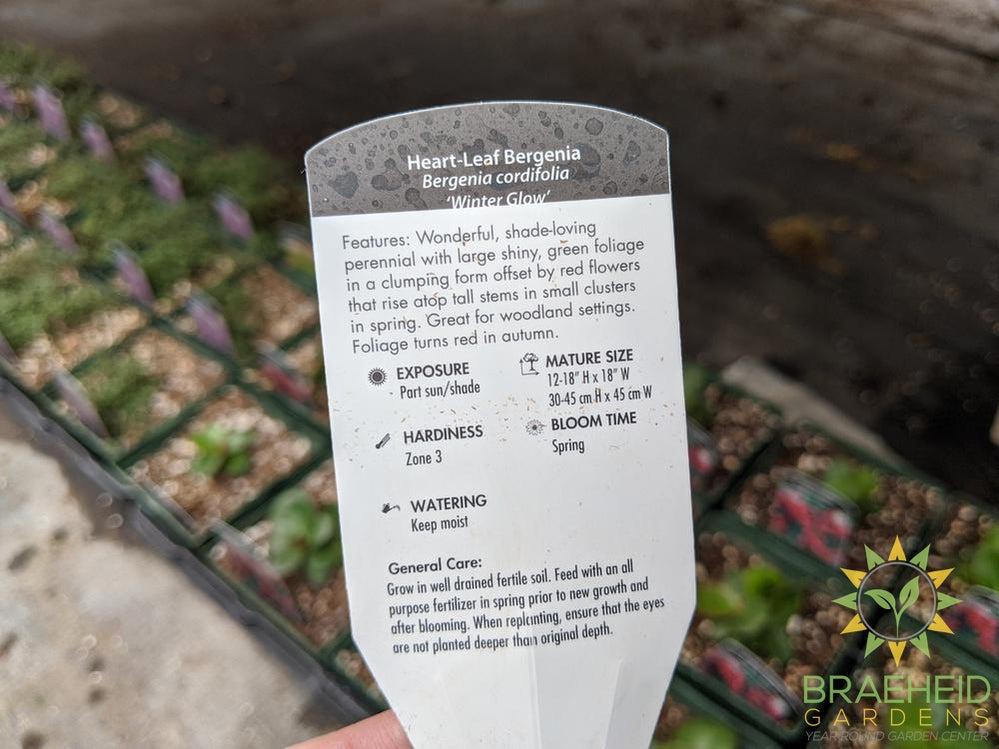 Heart-Leaf Bergenia
Bergenia cordifolia
'Winter Glow'
Features: Wonderful, shade-loving
perennial with large shiny, green foliage
in a clumping form offset by red flowers
that rise atop tall stems in small clusters
in spring. Great for woodland settings.
Foliage turns red in autumn.
EXPOSURE
Part sun/shade
MATURE SIZE
12-18" H x 18" W
30-45 cm H x 45 cm W
HARDINESS
Zone 3
BLOOM TIME
Spring
WATERING
Keep moist
General Care:
Grow in well drained fertile soil. Feed with an all
purpose fertilizer in spring prior to new growth and
after blooming. When replanting, ensure that the eyes
are not planted deeper than original depth.
BRAEHEID
GARDENS
YEAR ROUND GARDEN CENTER